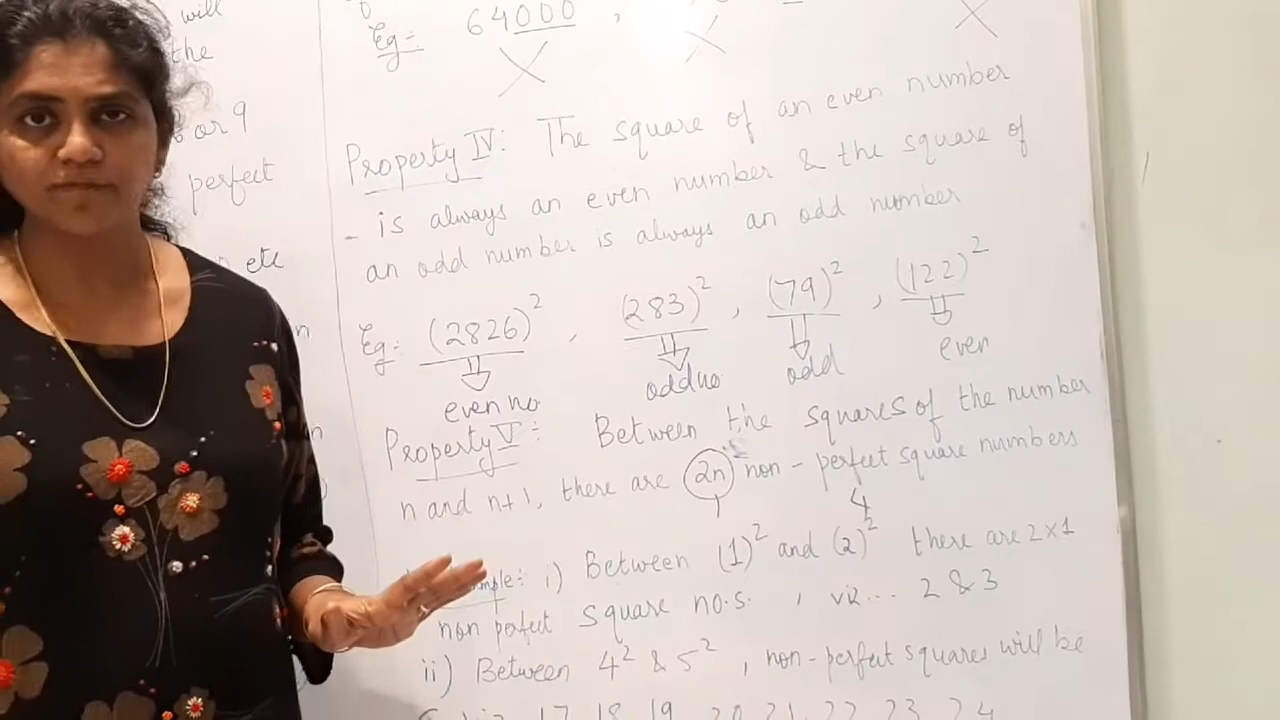 will
the
or 9
perfect
etc
Eg:- 64000 ,
Property IV: The square of an even number
- is always an even number & the square of
an odd number is always an odd number
Eg: (2826)² , (283)² , (79)² , (122)²
even no odd no odd even
Property V: Between the squares of the number
n and n+1, there are 2n non-perfect square numbers
1 4
i) Between (1)² and (2)² there are 2×1
non perfect square no.s. , viz... 2 & 3
ii) Between 4² & 5² , non-perfect squares will be
17 18 19 20 21, 22 23 24